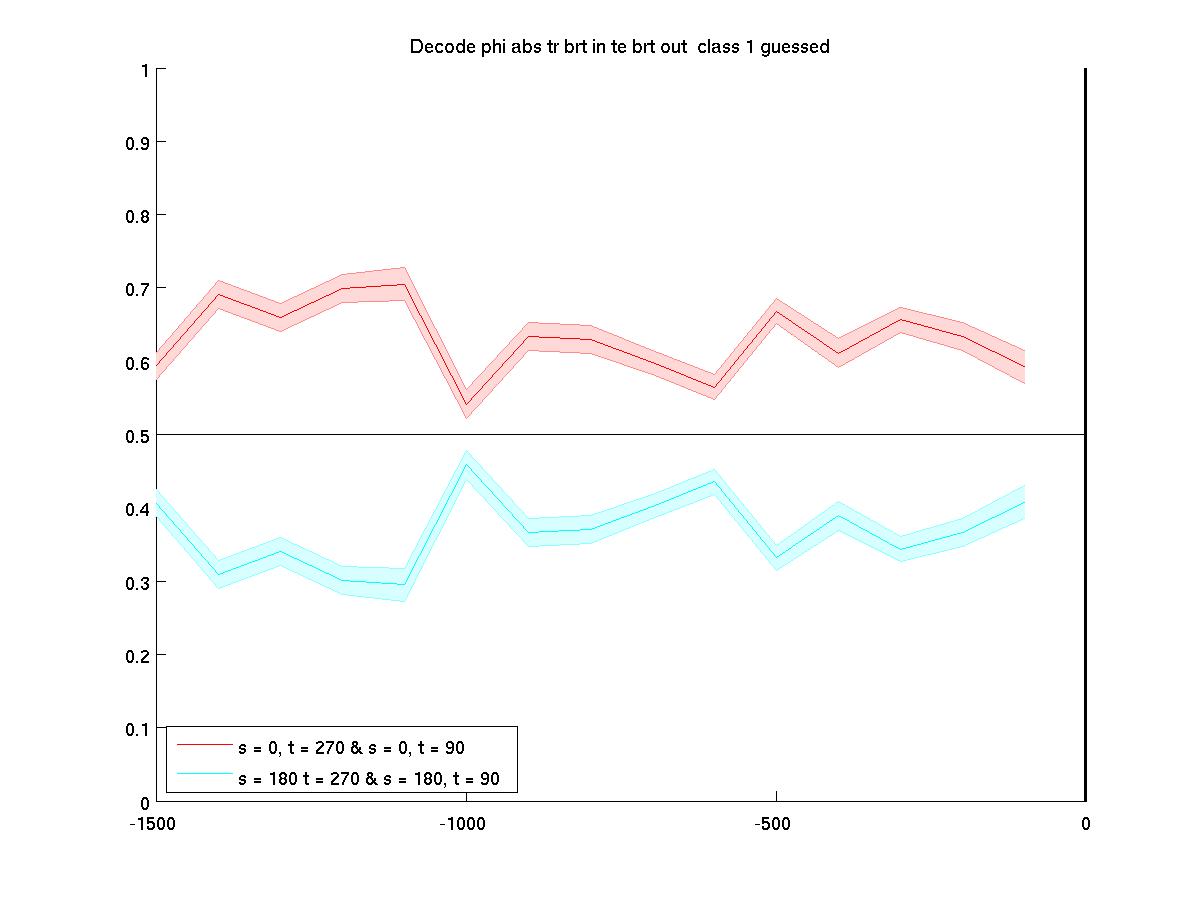 Decode phi abs tr brt in te brt out  class 1 guessed
1
0.9
0.8
0.7
0.6
0.5
0.4
0.3
0.2
0.1
0
s = 0, t = 270 & s = 0, t = 90
s = 180 t = 270 & s = 180, t = 90
-1500 -1000 -500 0